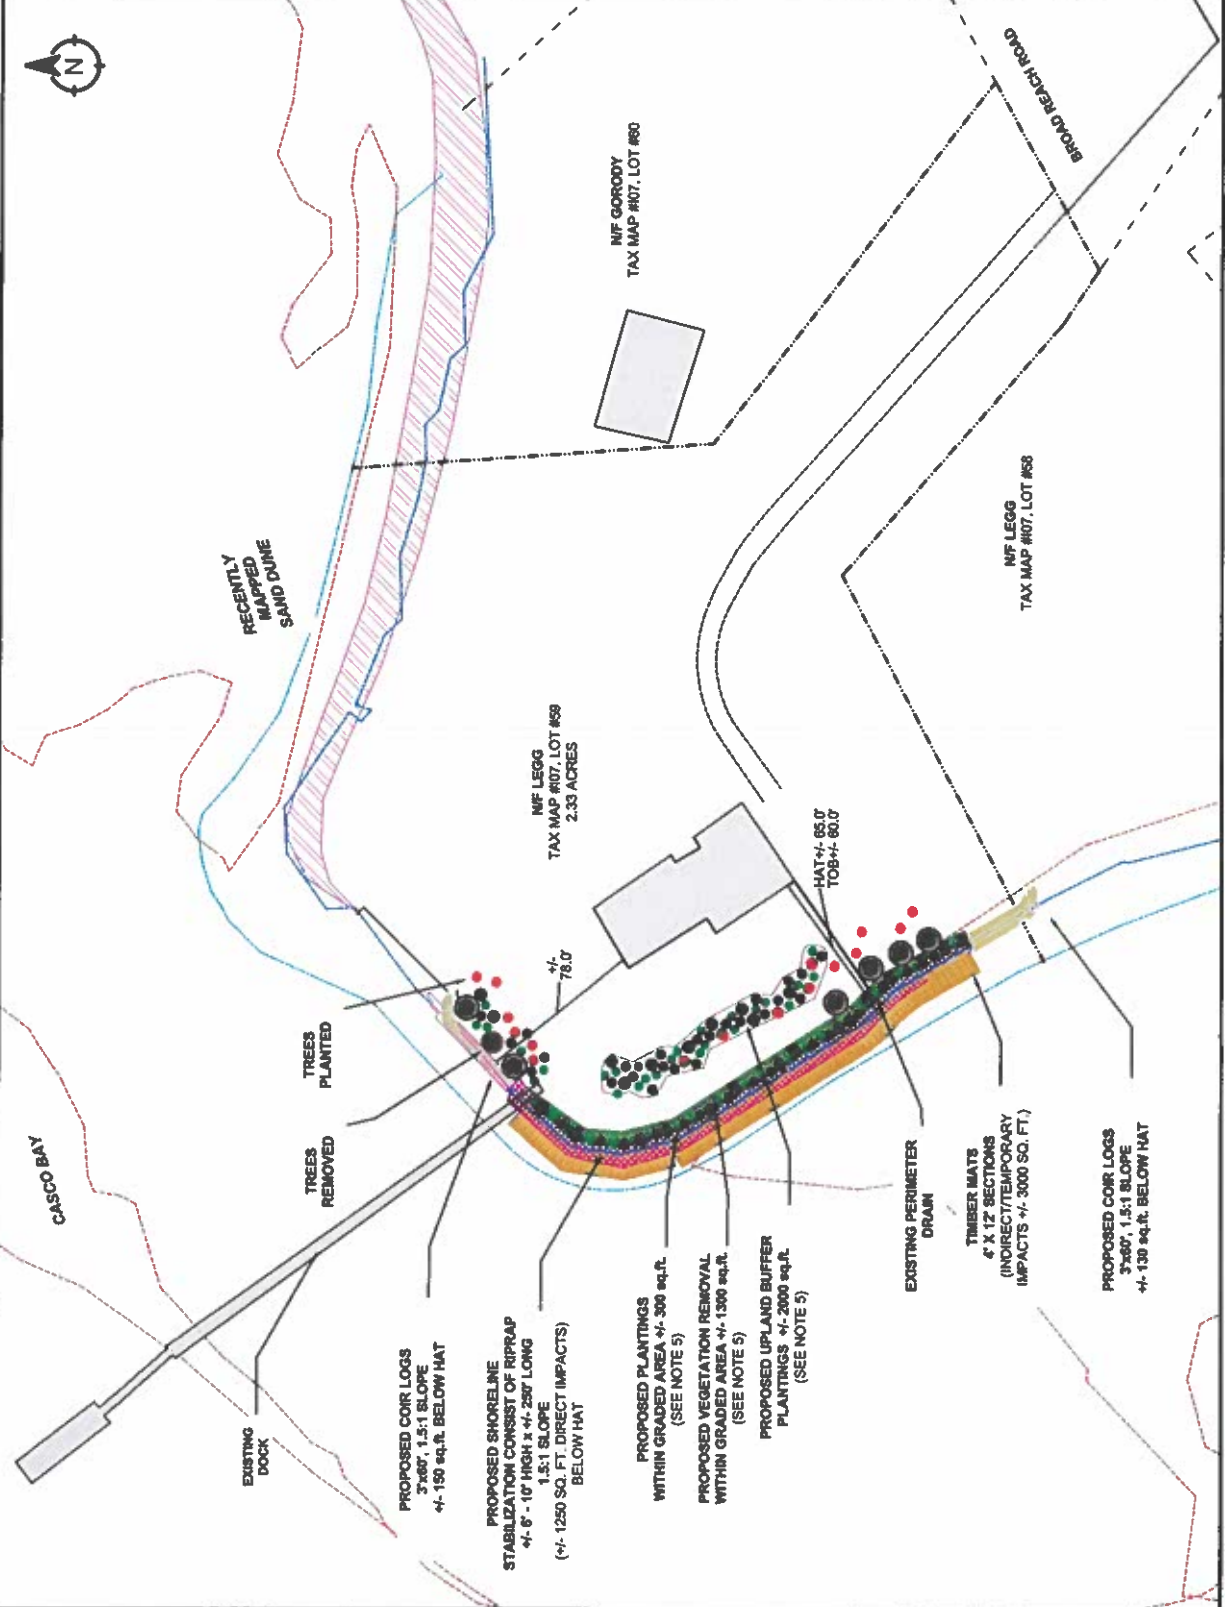 N
BROAD REACH ROAD
N/F GORODY
TAX MAP #I07, LOT #60
RECENTLY
MAPPED
SAND DUNE
N/F LEGG
TAX MAP #I07, LOT #58
N/F LEGG
TAX MAP #I07, LOT #59
2.33 ACRES
HAT+/- 65.0'
TOB+/- 60.0'
+/-
78.0'
TREES
PLANTED
TREES
REMOVED
CASCO BAY
EXISTING
DOCK
PROPOSED COIR LOGS
3'x60', 1.5:1 SLOPE
+/- 150 sq.ft. BELOW HAT
PROPOSED SHORELINE
STABILIZATION CONSIST OF RIPRAP
+/- 6' - 10' HIGH x +/- 250' LONG
1.5:1 SLOPE
(+/- 1250 SQ. FT. DIRECT IMPACTS)
BELOW HAT
PROPOSED PLANTINGS
WITHIN GRADED AREA +/- 300 sq.ft.
(SEE NOTE 5)
PROPOSED VEGETATION REMOVAL
WITHIN GRADED AREA +/- 1300 sq.ft.
(SEE NOTE 5)
PROPOSED UPLAND BUFFER
PLANTINGS +/- 2000 sq.ft.
(SEE NOTE 5)
EXISTING PERIMETER
DRAIN
TIMBER MATS
4' X 12' SECTIONS
(INDIRECT/TEMPORARY
IMPACTS +/- 3000 SQ. FT.)
PROPOSED COIR LOGS
3'x60', 1.5:1 SLOPE
+/- 130 sq.ft. BELOW HAT